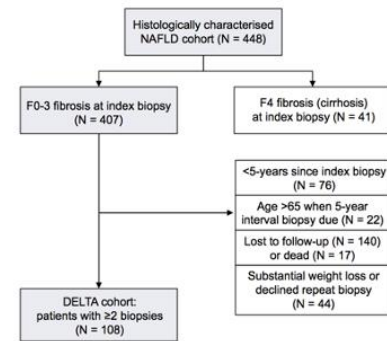 Histologically characterised
NAFLD cohort (N = 448)
F0-3 fibrosis at index biopsy
(N = 407)
F4 fibrosis (cirrhosis)
at index biopsy (N = 41)
<5-years since index biopsy
(N = 76)
Age >65 when 5-year
interval biopsy due (N = 22)
Lost to follow-up (N = 140)
or dead (N = 17)
Substantial weight loss or
declined repeat biopsy
(N = 44)
DELTA cohort:
patients with ≥2 biopsies
(N = 108)